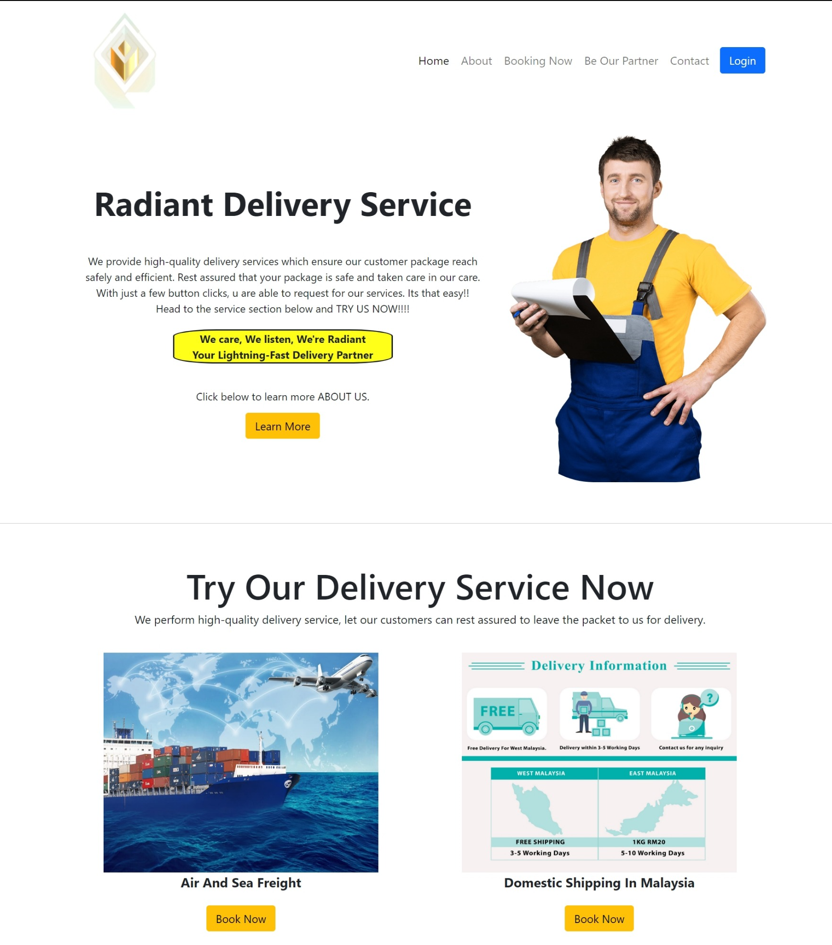 Home About Booking Now Be Our Partner Contact Login
Radiant Delivery Service
We provide high-quality delivery services which ensure our customer package reach
safely and efficient. Rest assured that your package is safe and taken care in our care.
With just a few button clicks, u are able to request for our services. Its that easy!!
Head to the service section below and TRY US NOW!!!!
We care, We listen, We're Radiant
Your Lightning-Fast Delivery Partner
Click below to learn more ABOUT US.
Learn More
Try Our Delivery Service Now
We perform high-quality delivery service, let our customers can rest assured to leave the packet to us for delivery.
Delivery Information
FREE
?
Free Delivery For West Malaysia.
Delivery within 3-5 Working Days
Contact us for any inquiry
WEST MALAYSIA EAST MALAYSIA
FREE SHIPPING 1KG RM20
3-5 Working Days 5-10 Working Days
Air And Sea Freight
Domestic Shipping In Malaysia
Book Now
Book Now